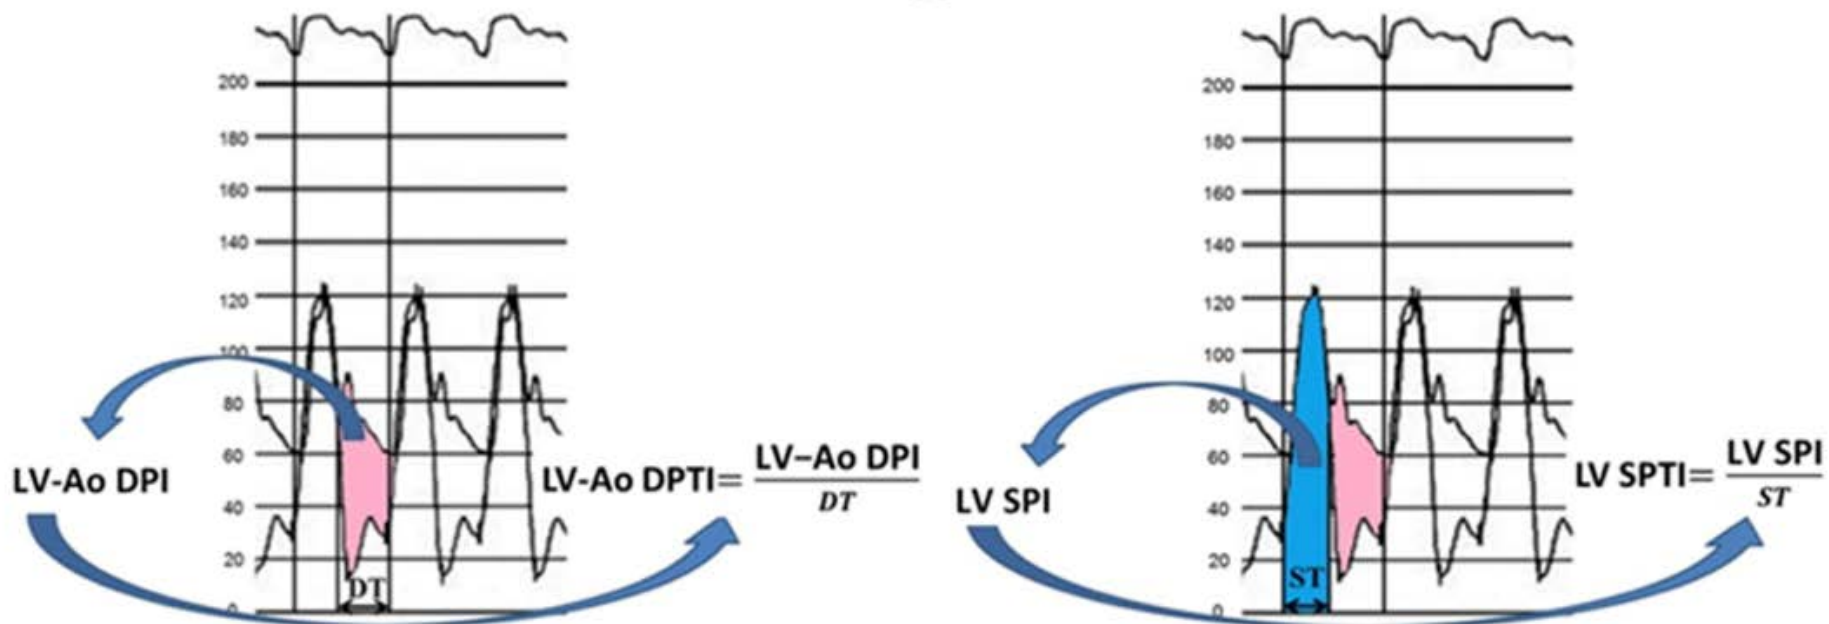 200
180
160
140
120
100
80
60
40
20
0
DT
LV-Ao DPI
LV-Ao DPTI= LV–Ao DPI
DT
200
180
160
140
120
100
80
60
40
20
0
ST
LV SPI
LV SPTI= LV SPI
ST